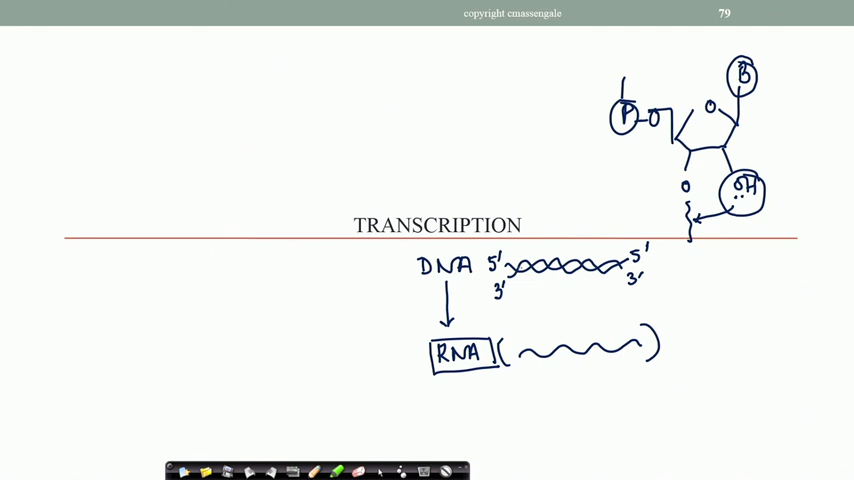 copyright cmassengale 79
B
P O O
O OH
TRANSCRIPTION
DNA 5' 5'
3' 3'
RNA ( )